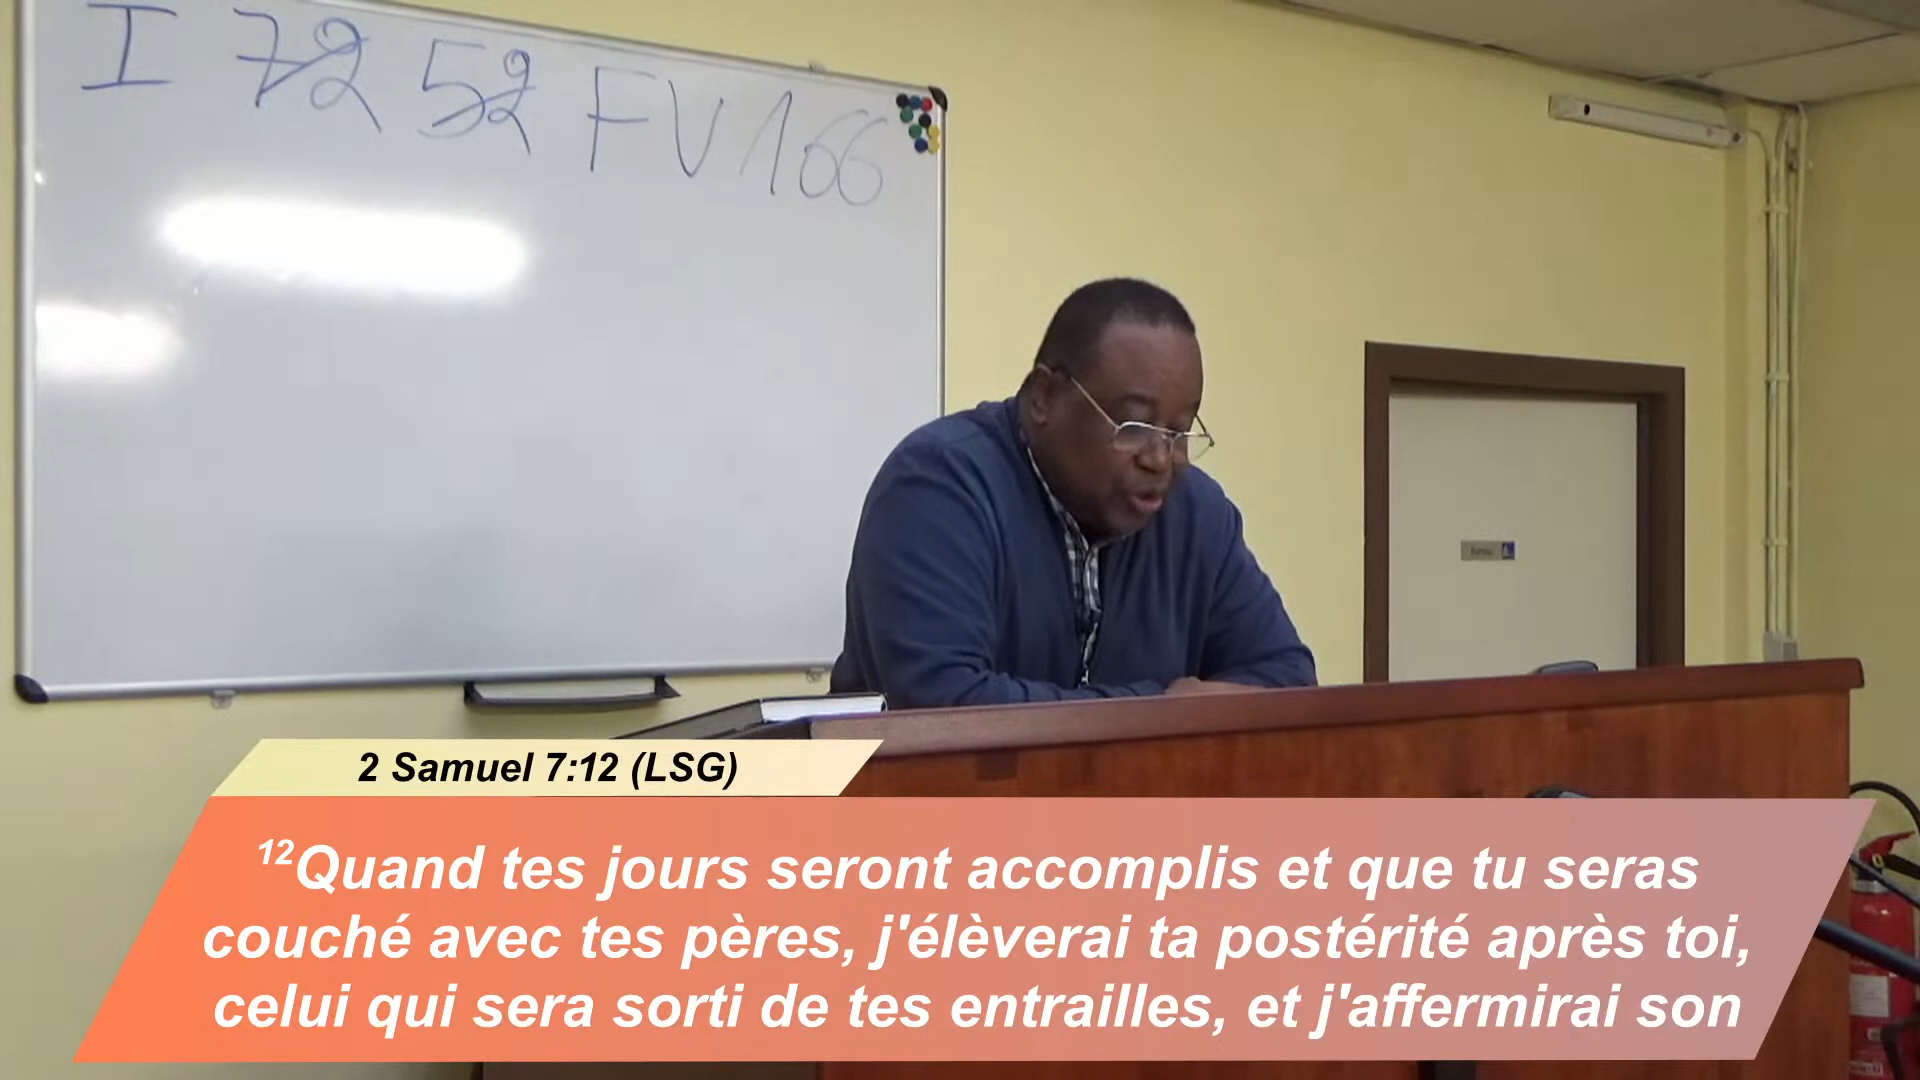 I 72 52 FV 166
2 Samuel 7:12 (LSG)
12Quand tes jours seront accomplis et que tu seras
couché avec tes pères, j'élèverai ta postérité après toi,
celui qui sera sorti de tes entrailles, et j'affermirai son